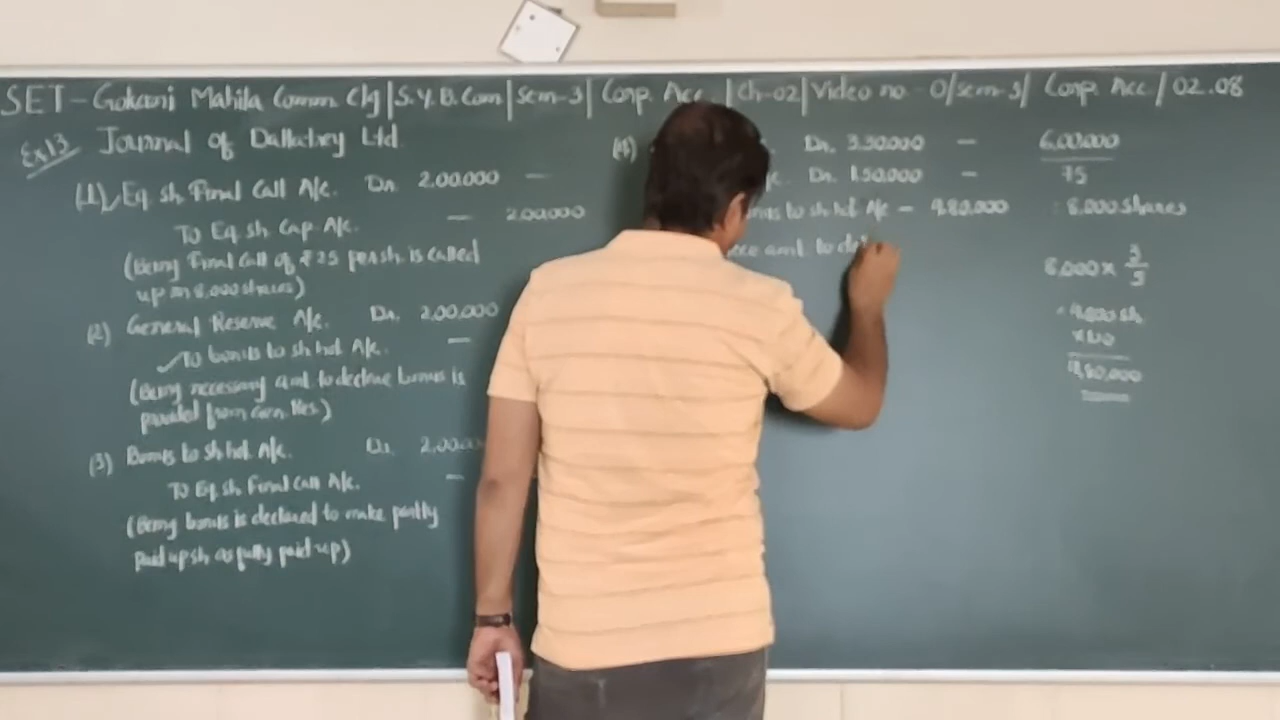 SET - Gokani Mahila Comm. Clg | S.Y.B.Com | Sem-3 | Corp. Acc. | Ch-02 | Video no - 0/Sem-3/ Corp. Acc / 02.08
Ex.13 Journal of Ltd
(1) Eq. sh. Final Call A/c. Dr. 2,00,000 —
To Eq. sh. Cap. A/c. — 2,00,000
(Being Final Call of ₹ 25 per sh. is called
up on 8,000 shares)
(2) General Reserve A/c. Dr. 2,00,000
To bonus to sh. hol. A/c. —
(Being necessary amt to declare bonus is
provided from Gen. Res.)
(3) Bonus to sh. hol. A/c. Dr. 2,00,00
To Eq. sh. Final Call A/c. —
(Being bonus is declared to make partly
paid up sh. as fully paid up)
(4) Dr. 3,30,000 —
Dr. 1,50,000 —
to sh. hol. A/c — 4,80,000
amt to
6,00,000
75
: 8,000 shares
8,000 × 3/5
: 4,800 sh.
× 100
4,80,000